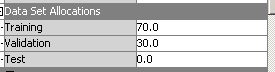 Data Set Allocations
Training 70.0
Validation 30.0
Test 0.0